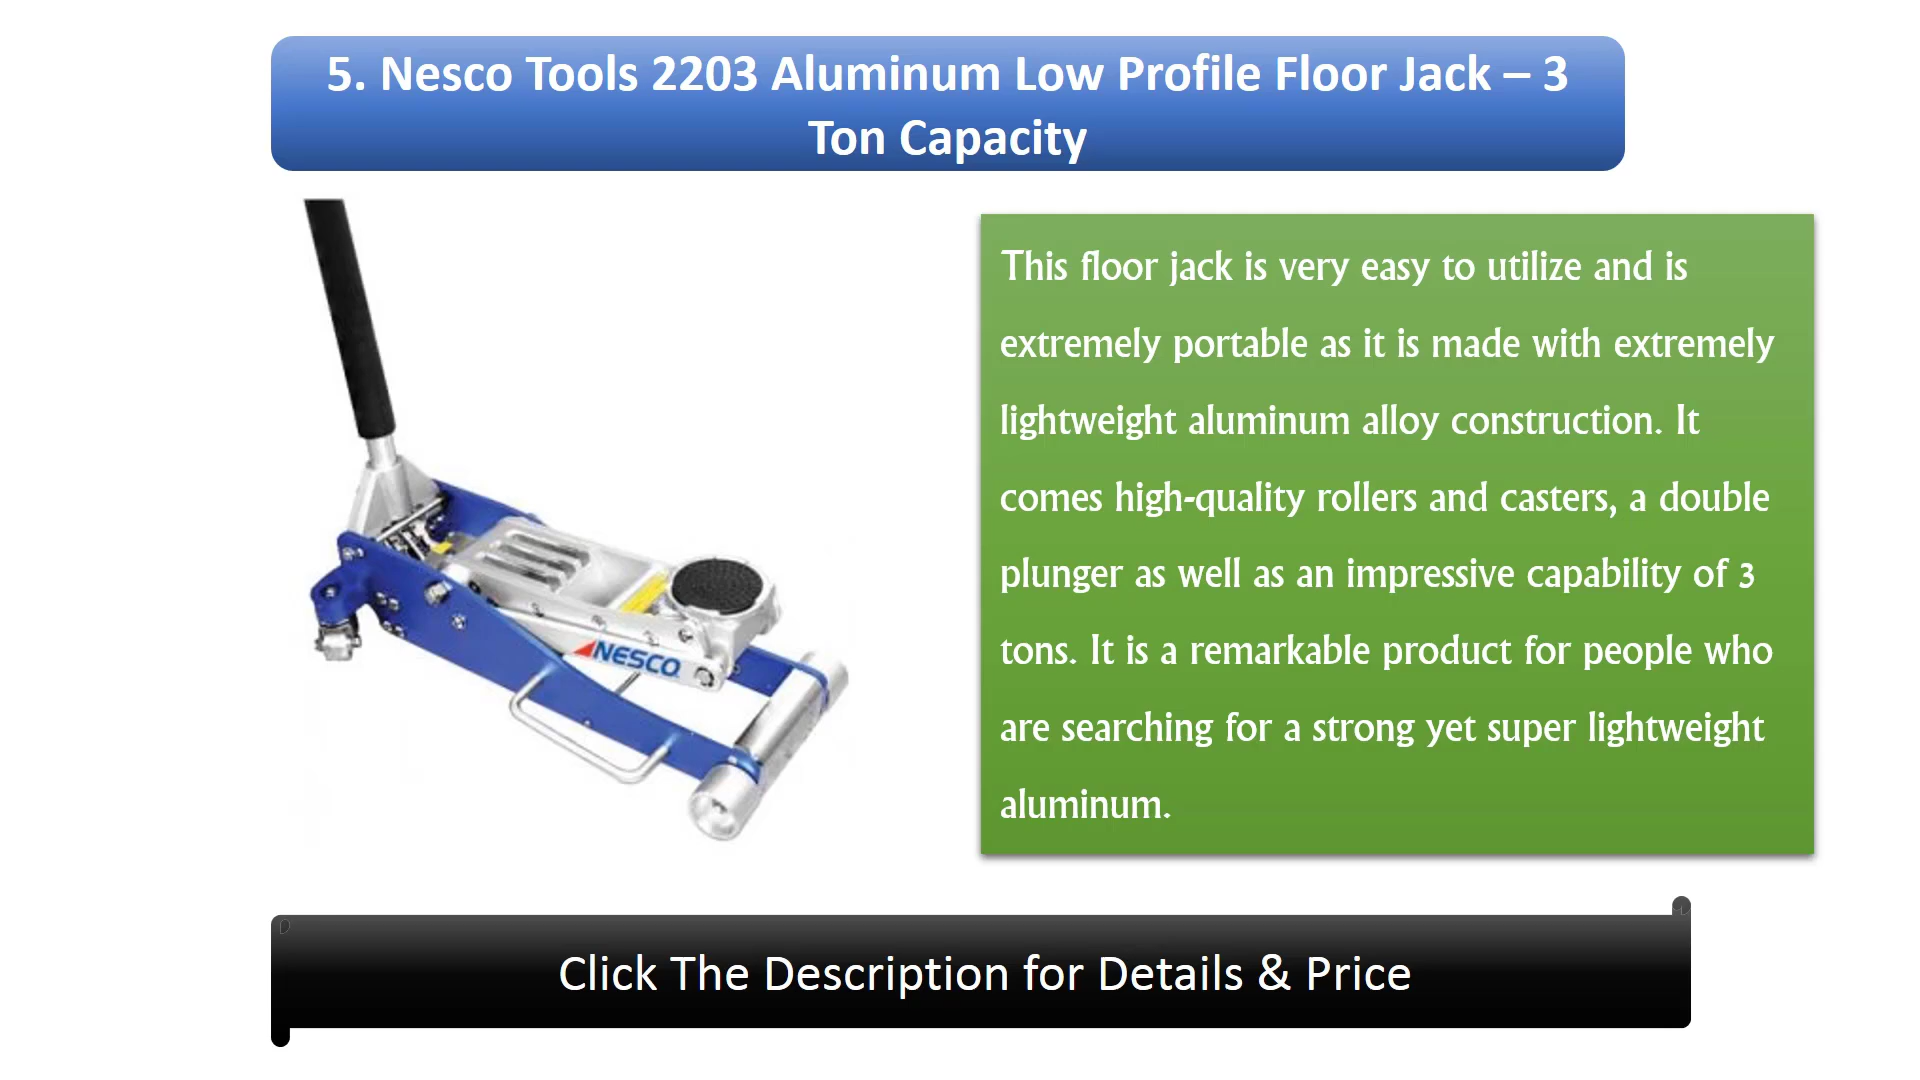 5. Nesco Tools 2203 Aluminum Low Profile Floor Jack – 3
Ton Capacity
This floor jack is very easy to utilize and is
extremely portable as it is made with extremely
lightweight aluminum alloy construction. It
comes high-quality rollers and casters, a double
plunger as well as an impressive capability of 3
tons. It is a remarkable product for people who
are searching for a strong yet super lightweight
aluminum.
NESCO
Click The Description for Details & Price